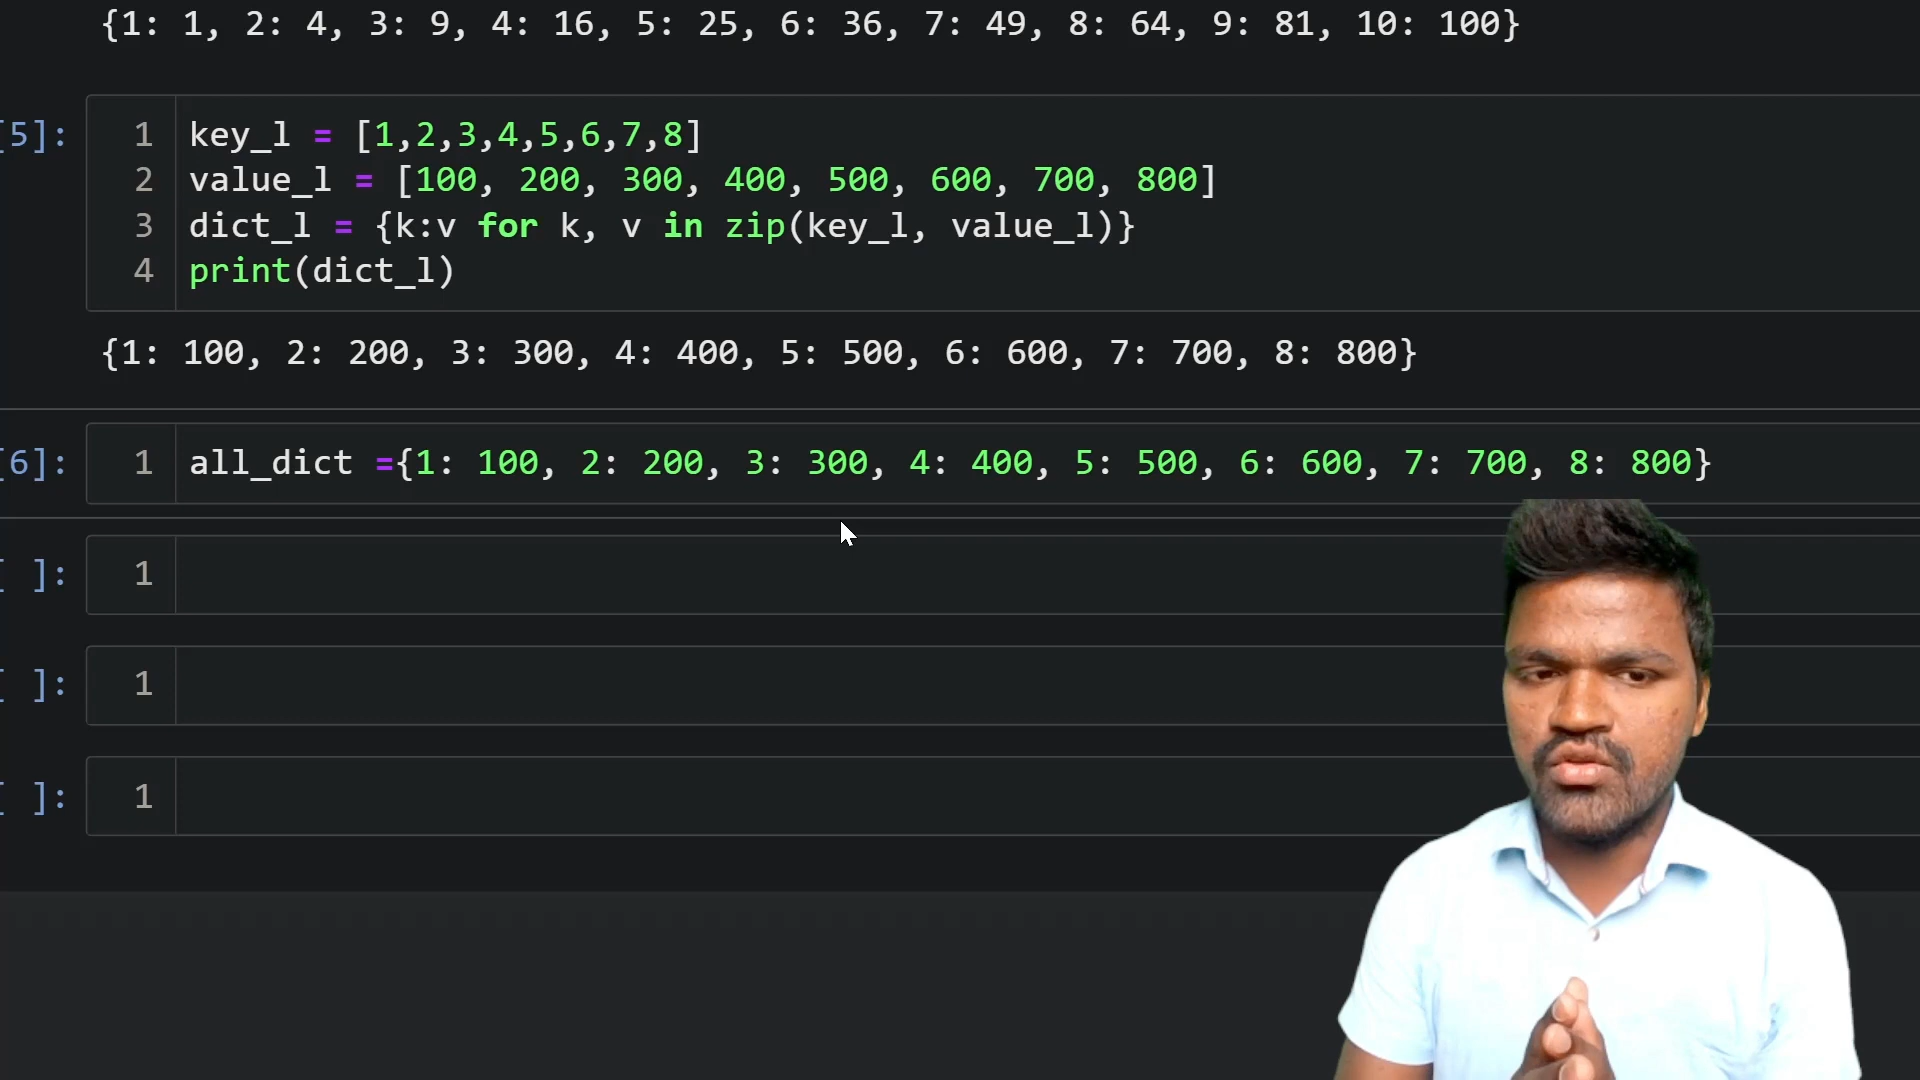 {1: 1, 2: 4, 3: 9, 4: 16, 5: 25, 6: 36, 7: 49, 8: 64, 9: 81, 10: 100}
[5]:
1 key_l = [1,2,3,4,5,6,7,8]
2 value_l = [100, 200, 300, 400, 500, 600, 700, 800]
3 dict_l = {k:v for k, v in zip(key_l, value_l)}
4 print(dict_l)
{1: 100, 2: 200, 3: 300, 4: 400, 5: 500, 6: 600, 7: 700, 8: 800}
[6]: 1 all_dict ={1: 100, 2: 200, 3: 300, 4: 400, 5: 500, 6: 600, 7: 700, 8: 800}
[ ]: 1
[ ]: 1
[ ]: 1